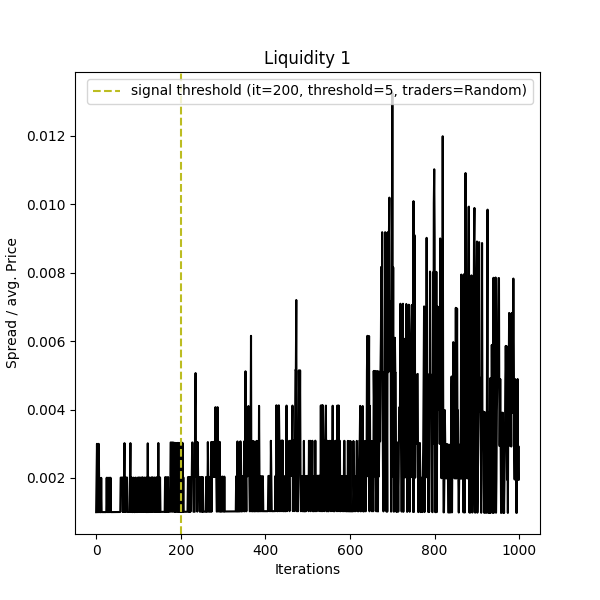 Liquidity 1
signal threshold (it=200, threshold=5, traders=Random)
0.012
0.010
0.008
0.006
0.004
0.002
Spread / avg. Price
0 200 400 600 800 1000
Iterations